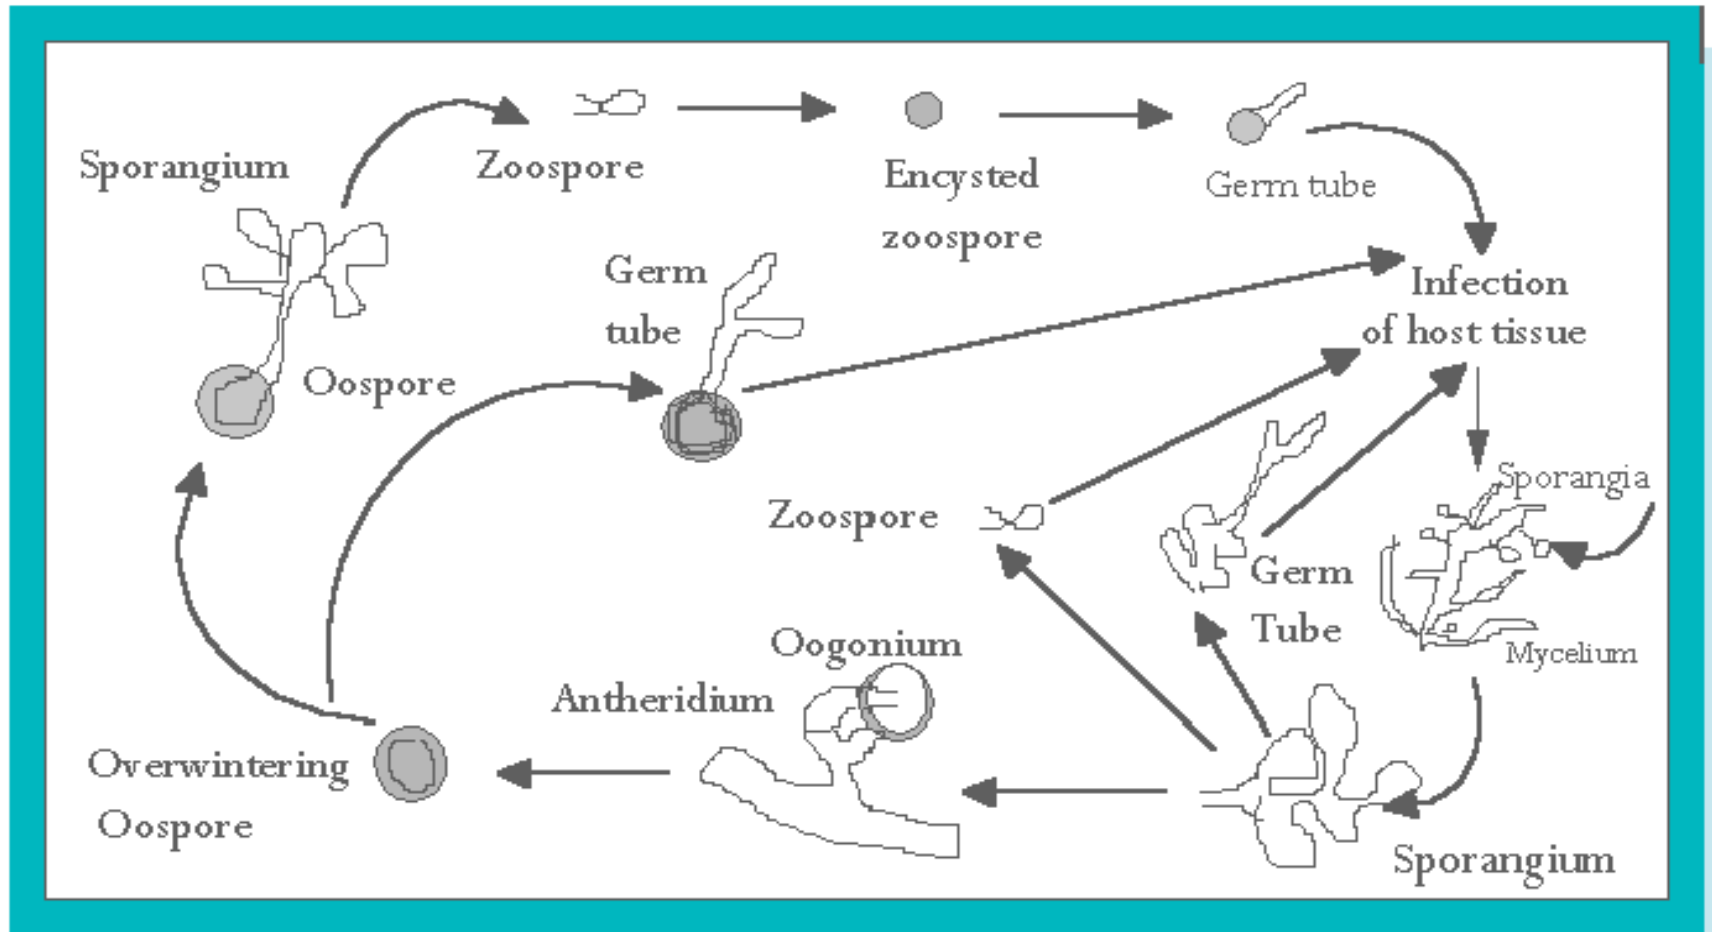 Sporangium
Zoospore
Encysted
zoospore
Germ tube
Germ
tube
Infection
of host tissue
Oospore
Sporangia
Zoospore
Germ
Tube
Mycelium
Oogonium
Antheridium
Overwintering
Oospore
Sporangium